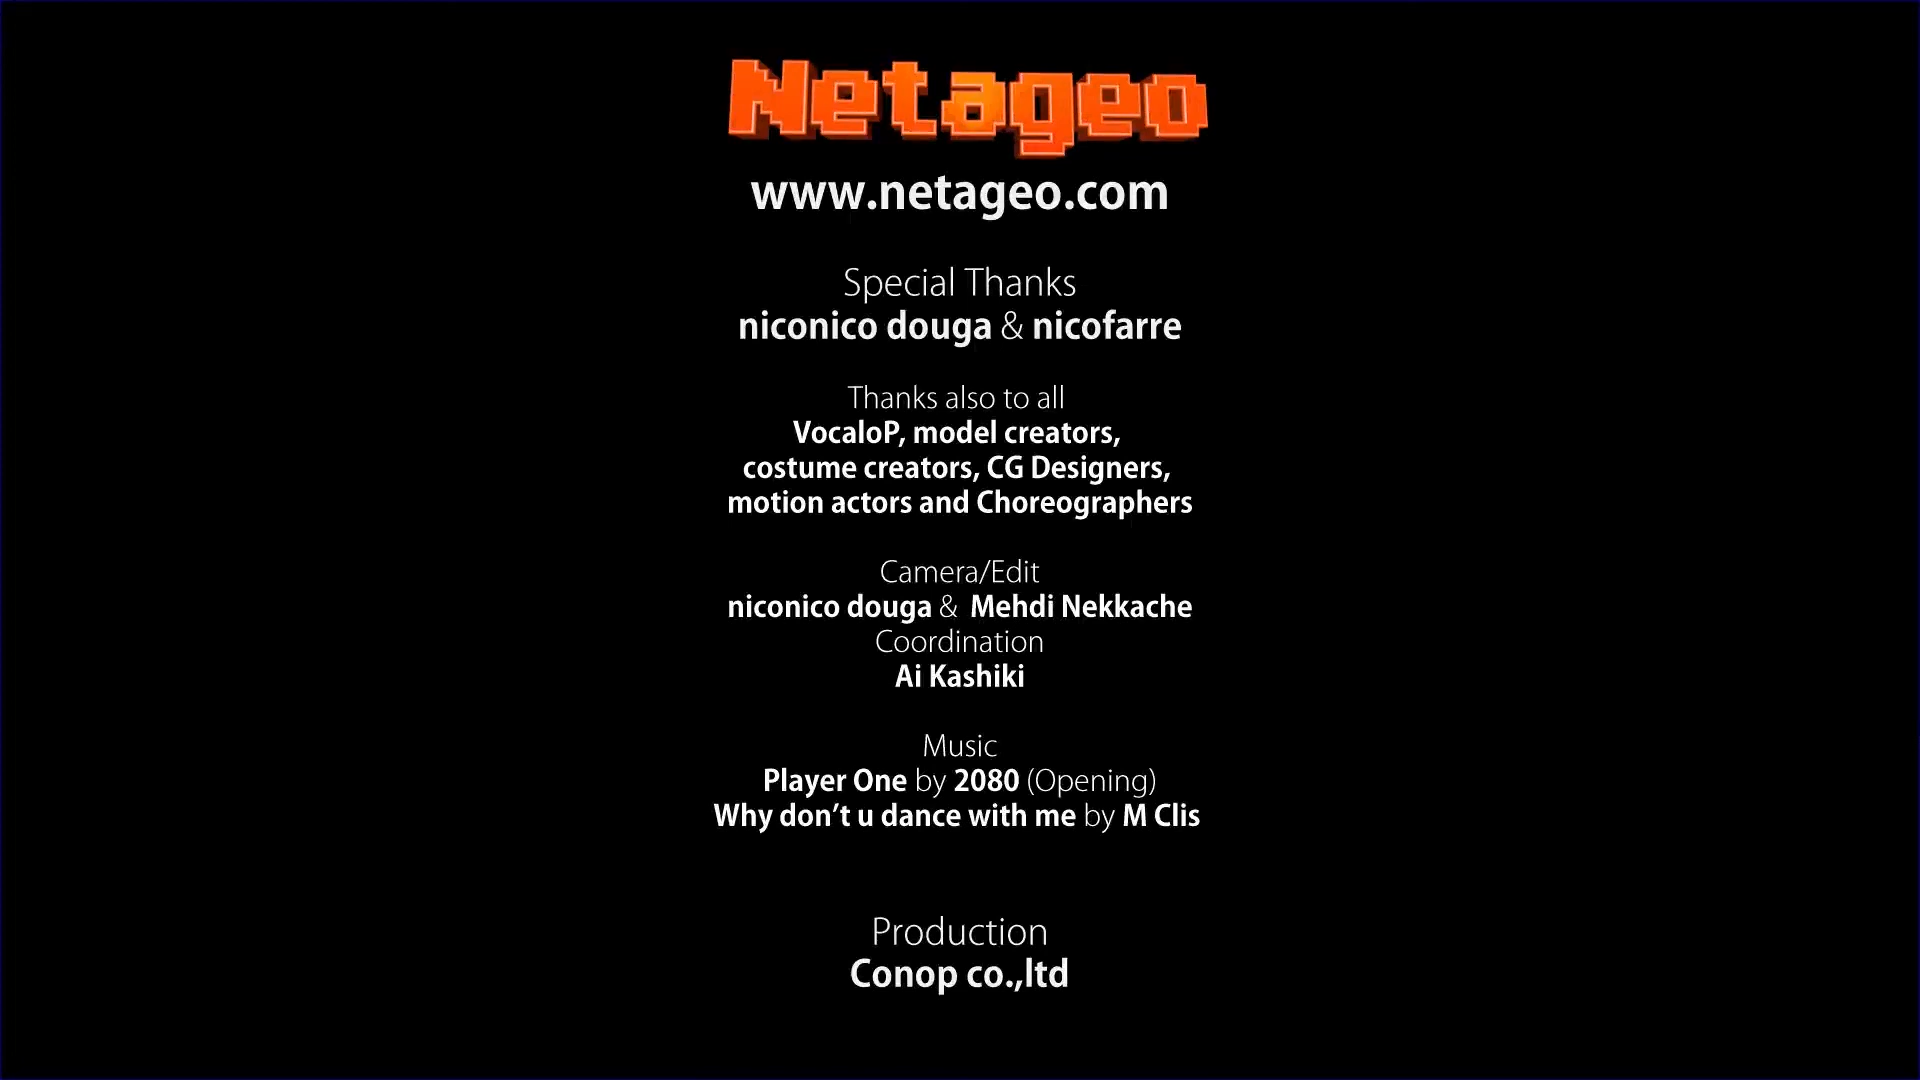 Netageo
www.netageo.com
Special Thanks
niconico douga & nicofarre
Thanks also to all
VocaloP, model creators,
costume creators, CG Designers,
motion actors and Choreographers
Camera/Edit
niconico douga & Mehdi Nekkache
Coordination
Ai Kashiki
Music
Player One by 2080 (Opening)
Why don’t u dance with me by M Clis
Production
Conop co.,ltd